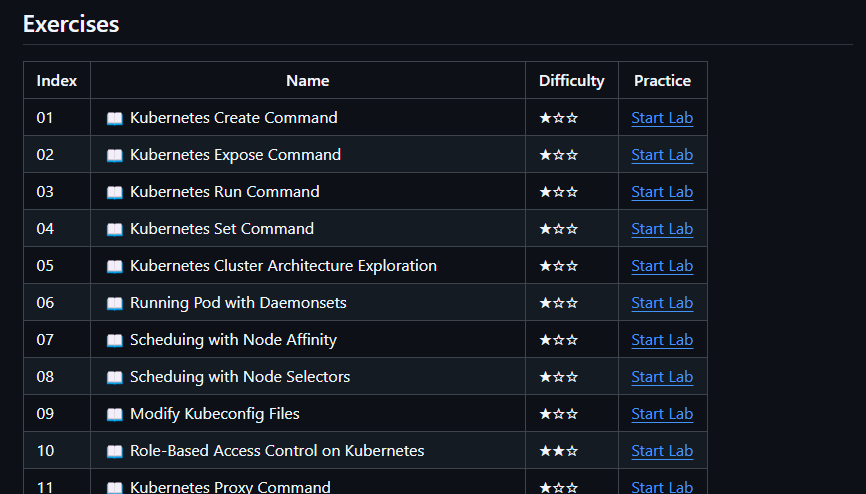 Exercises
Index Name Difficulty Practice
01 📖 Kubernetes Create Command ★☆☆ Start Lab
02 📖 Kubernetes Expose Command ★☆☆ Start Lab
03 📖 Kubernetes Run Command ★☆☆ Start Lab
04 📖 Kubernetes Set Command ★☆☆ Start Lab
05 📖 Kubernetes Cluster Architecture Exploration ★☆☆ Start Lab
06 📖 Running Pod with Daemonsets ★☆☆ Start Lab
07 📖 Scheduing with Node Affinity ★☆☆ Start Lab
08 📖 Scheduing with Node Selectors ★☆☆ Start Lab
09 📖 Modify Kubeconfig Files ★☆☆ Start Lab
10 📖 Role-Based Access Control on Kubernetes ★★☆ Start Lab
11 📖 Kubernetes Proxy Command ★☆☆ Start Lab